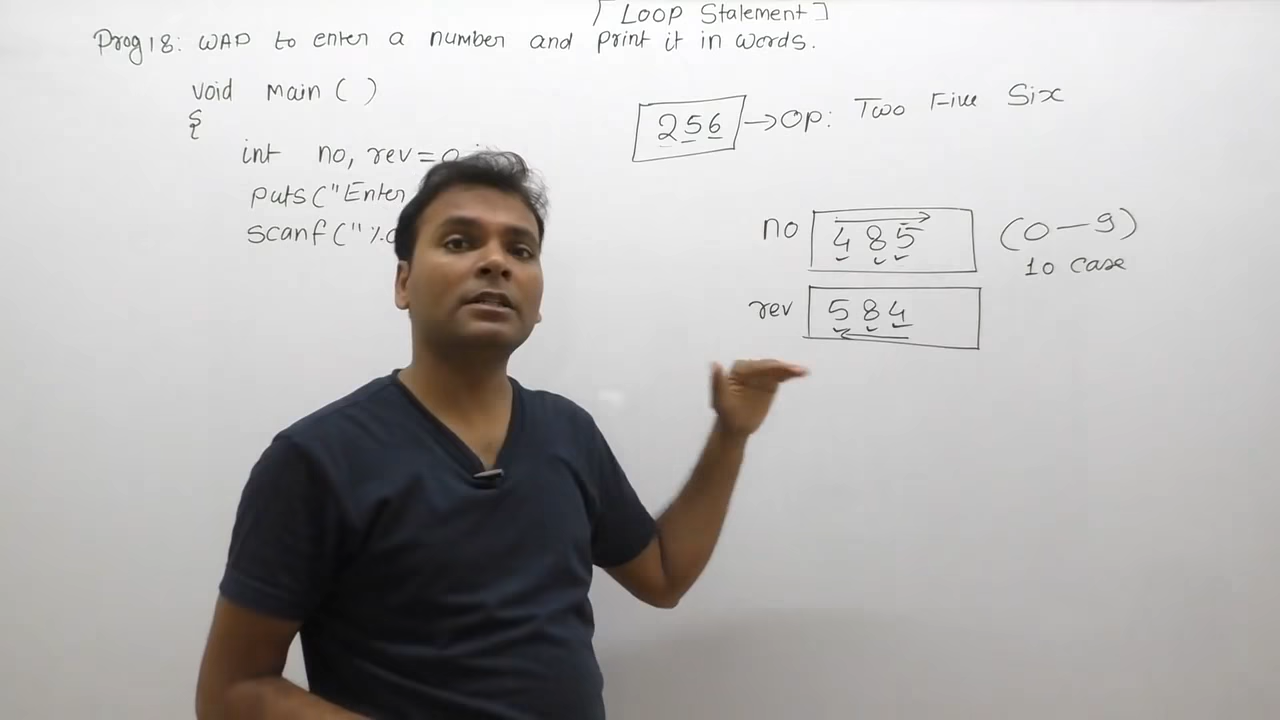 [Loop Statement]
Prog 18: WAP to enter a number and print it in words.
void main ( )
{
int no, rev = 0
puts ("Enter
scanf ("%d
256 → Op: Two Five Six
no 485 (0-9)
10 case
rev 584